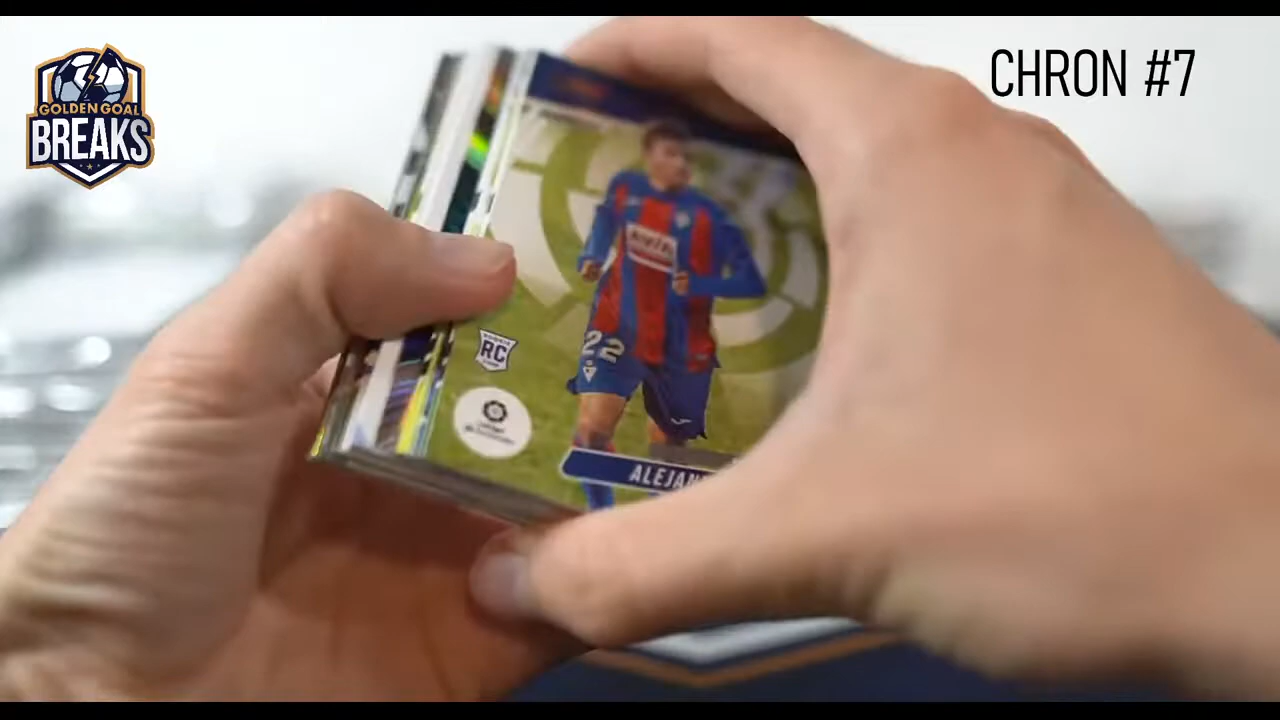 GOLDEN GOAL
BREAKS
CHRON #7
22
RC
ALEJAN